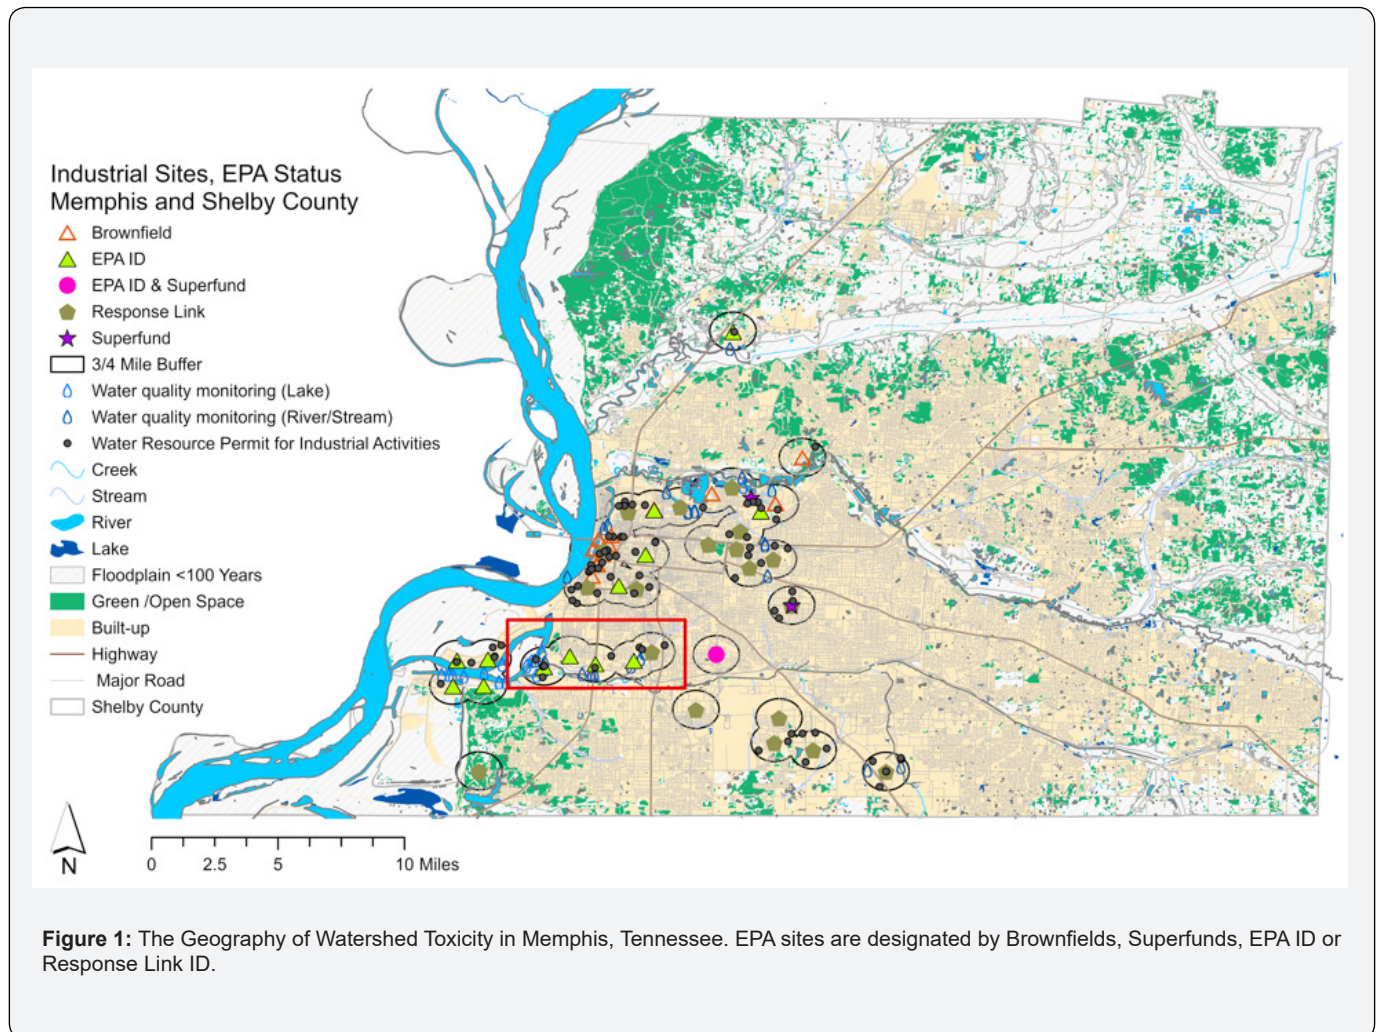 Industrial Sites, EPA Status
Memphis and Shelby County
Brownfield
EPA ID
EPA ID & Superfund
Response Link
Superfund
3/4 Mile Buffer
Water quality monitoring (Lake)
Water quality monitoring (River/Stream)
Water Resource Permit for Industrial Activities
Creek
Stream
River
Lake
Floodplain <100 Years
Green /Open Space
Built-up
Highway
Major Road
Shelby County
N
0 2.5 5 10 Miles
Figure 1: The Geography of Watershed Toxicity in Memphis, Tennessee. EPA sites are designated by Brownfields, Superfunds, EPA ID or
Response Link ID.